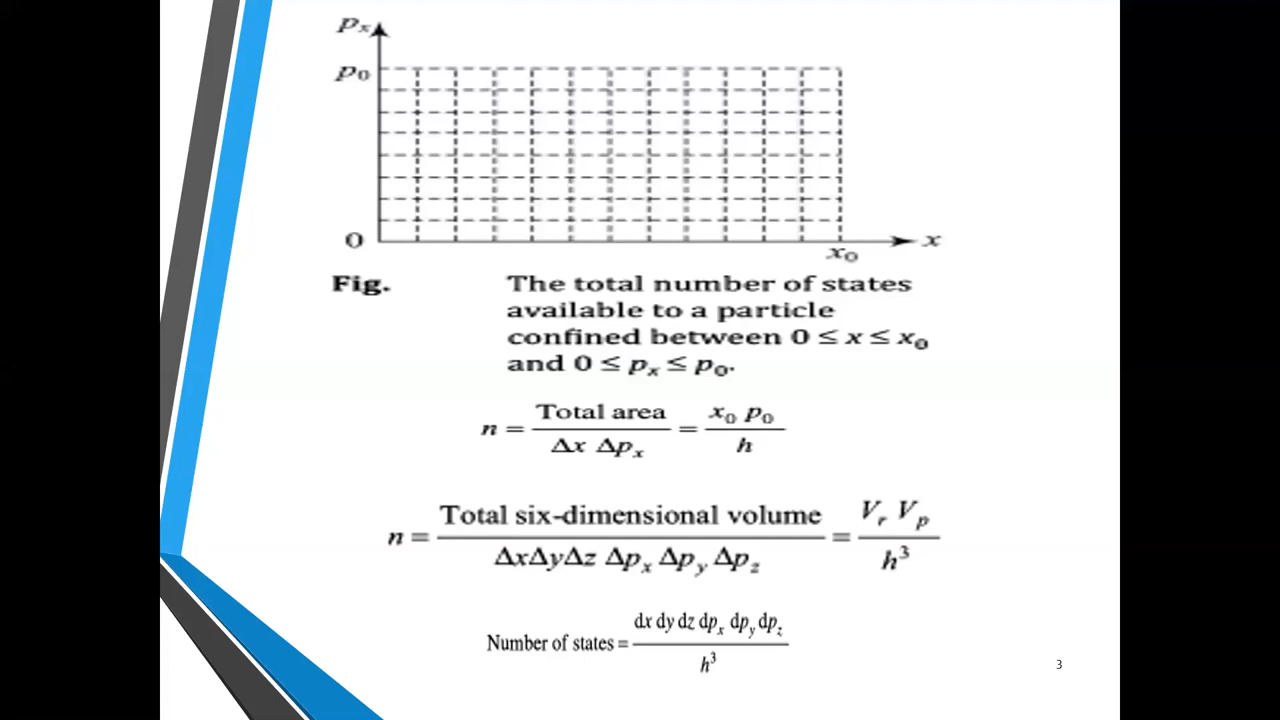 pₓ
p₀
0
x
x₀
Fig. The total number of states
available to a particle
confined between 0 ≤ x ≤ x₀
and 0 ≤ pₓ ≤ p₀.
n = Total area / Δx Δpₓ = x₀ p₀ / h
n = Total six-dimensional volume / ΔxΔyΔz Δpₓ Δp_y Δp_z = V_r V_p / h³
Number of states = dx dy dz dpₓ dp_y dp_z / h³
3